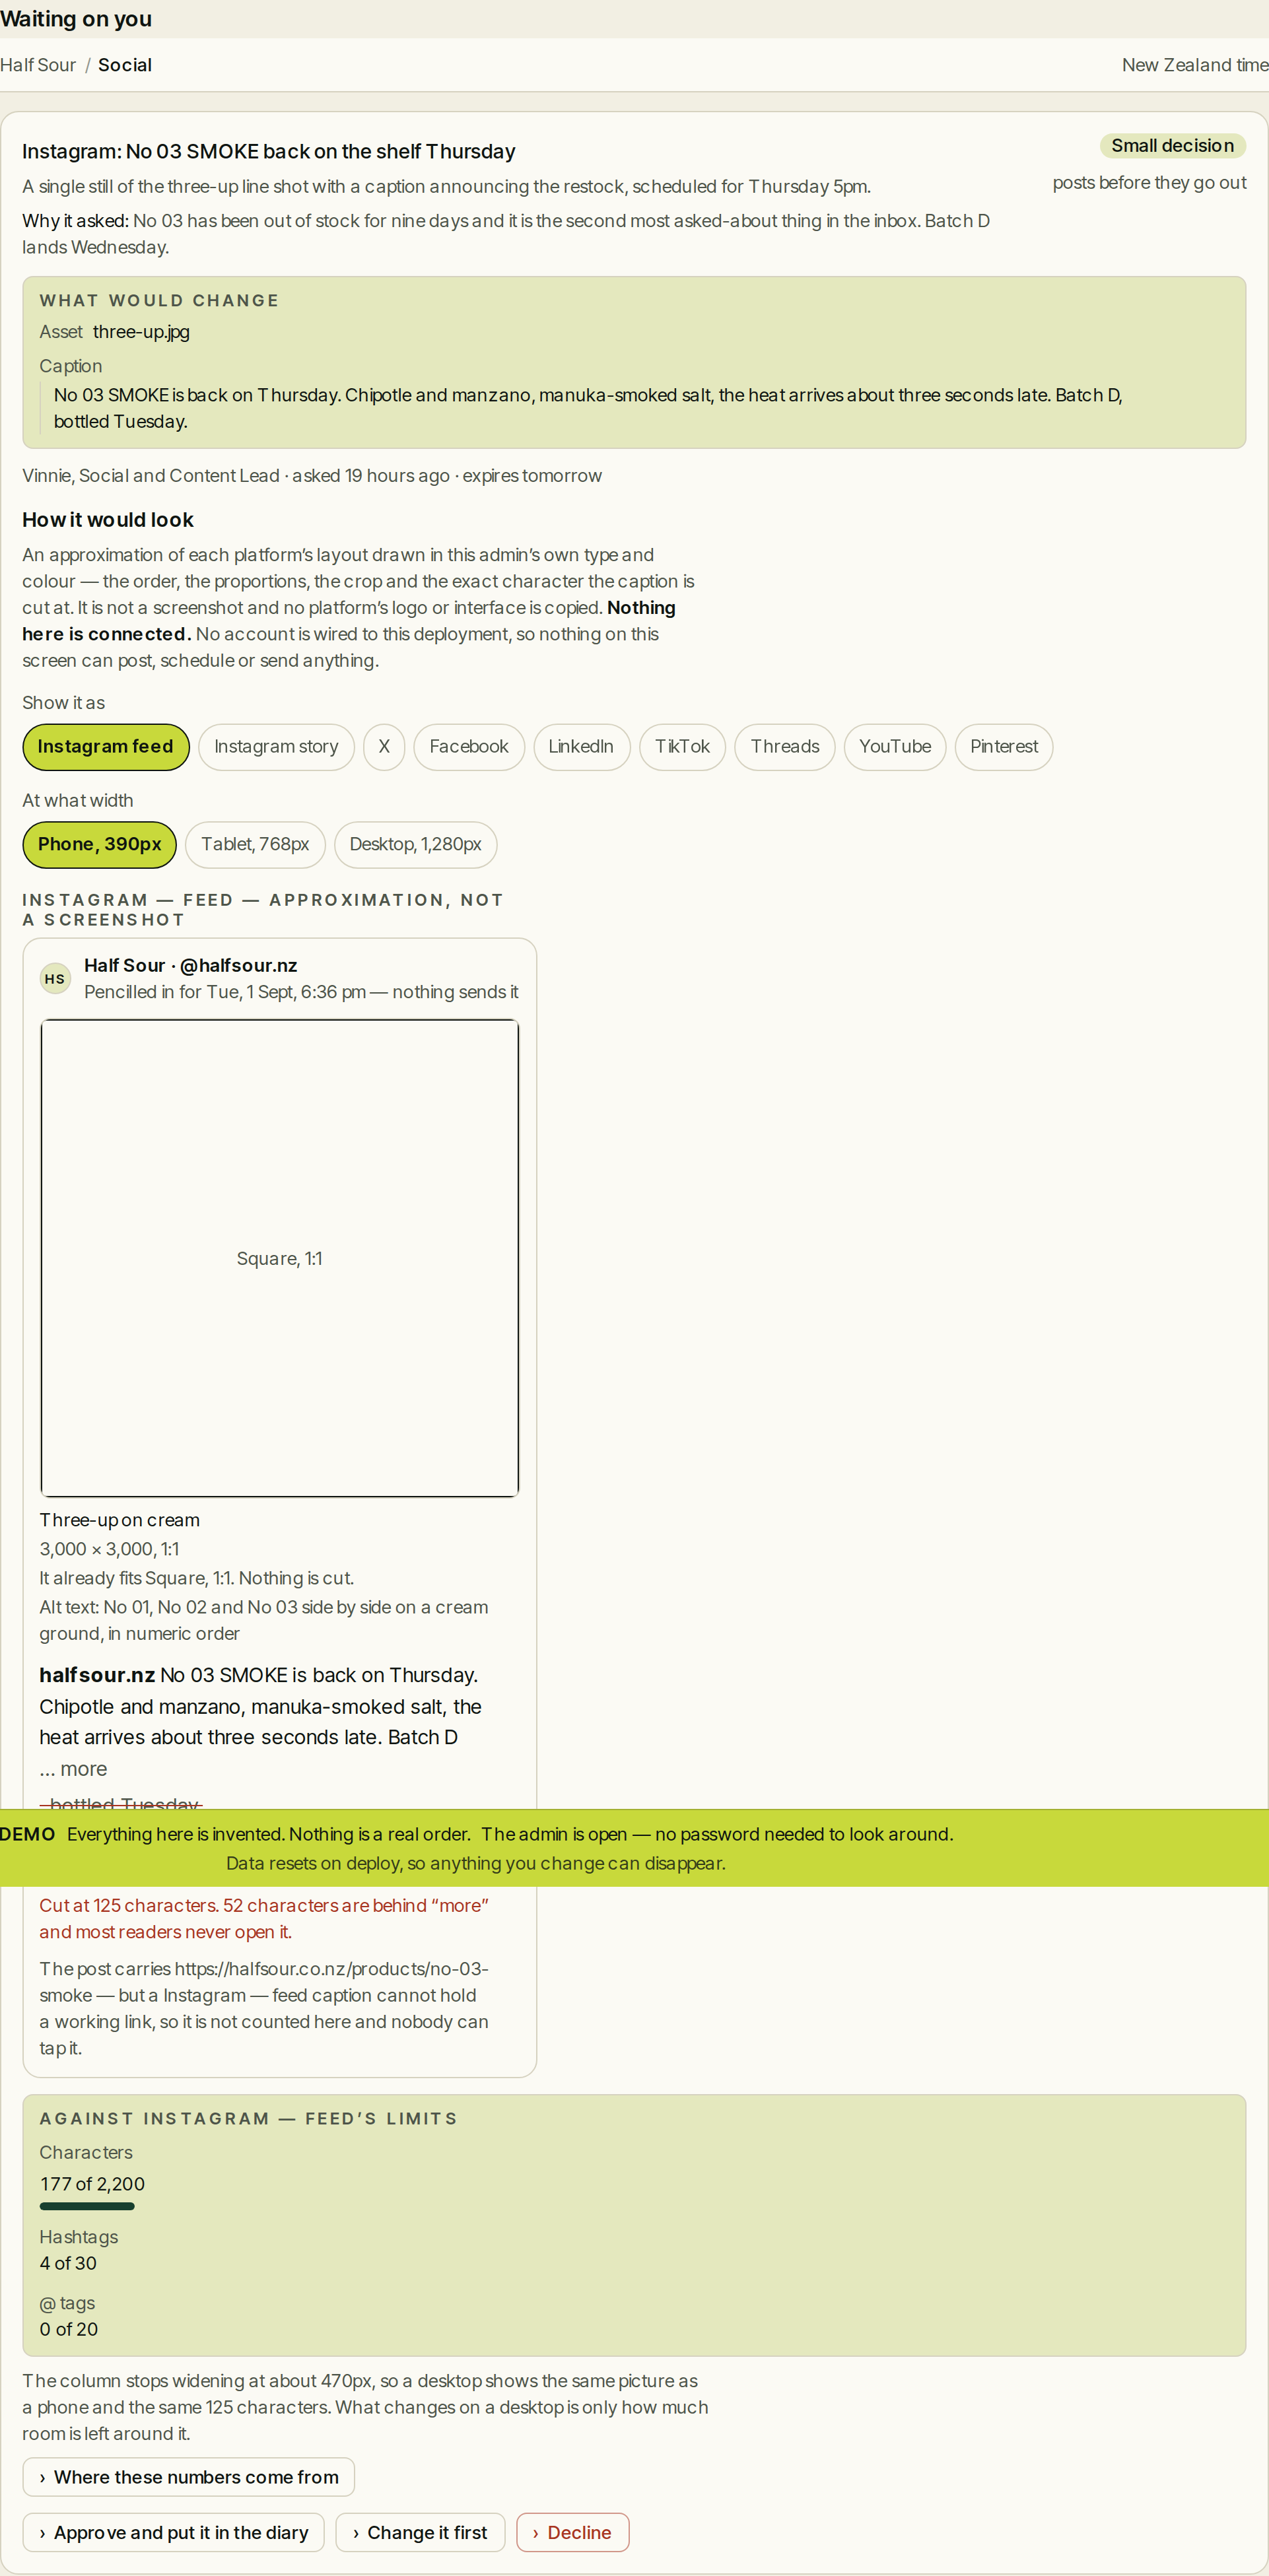 Waiting on you
Half Sour / Social
New Zealand time
Instagram: No 03 SMOKE back on the shelf Thursday
Small decision
A single still of the three-up line shot with a caption announcing the restock, scheduled for Thursday 5pm.
posts before they go out
Why it asked: No 03 has been out of stock for nine days and it is the second most asked-about thing in the inbox. Batch D
lands Wednesday.
WHAT WOULD CHANGE
Asset three-up.jpg
Caption
No 03 SMOKE is back on Thursday. Chipotle and manzano, manuka-smoked salt, the heat arrives about three seconds late. Batch D,
bottled Tuesday.
Vinnie, Social and Content Lead · asked 19 hours ago · expires tomorrow
How it would look
An approximation of each platform’s layout drawn in this admin’s own type and
colour — the order, the proportions, the crop and the exact character the caption is
cut at. It is not a screenshot and no platform’s logo or interface is copied. Nothing
here is connected. No account is wired to this deployment, so nothing on this
screen can post, schedule or send anything.
Show it as
Instagram feed
Instagram story
X
Facebook
LinkedIn
TikTok
Threads
YouTube
Pinterest
At what width
Phone, 390px
Tablet, 768px
Desktop, 1,280px
INSTAGRAM — FEED — APPROXIMATION, NOT
A SCREENSHOT
HS
Half Sour · @halfsour.nz
Pencilled in for Tue, 1 Sept, 6:36 pm — nothing sends it
Square, 1:1
Three-up on cream
3,000 × 3,000, 1:1
It already fits Square, 1:1. Nothing is cut.
Alt text: No 01, No 02 and No 03 side by side on a cream
ground, in numeric order
halfsour.nz No 03 SMOKE is back on Thursday.
Chipotle and manzano, manuka-smoked salt, the
heat arrives about three seconds late. Batch D
… more
bottled Tuesday.
DEMO Everything here is invented. Nothing is a real order. The admin is open — no password needed to look around.
Data resets on deploy, so anything you change can disappear.
Cut at 125 characters. 52 characters are behind “more”
and most readers never open it.
The post carries https://halfsour.co.nz/products/no-03-
smoke — but a Instagram — feed caption cannot hold
a working link, so it is not counted here and nobody can
tap it.
AGAINST INSTAGRAM — FEED’S LIMITS
Characters
177 of 2,200
Hashtags
4 of 30
@ tags
0 of 20
The column stops widening at about 470px, so a desktop shows the same picture as
a phone and the same 125 characters. What changes on a desktop is only how much
room is left around it.
› Where these numbers come from
› Approve and put it in the diary
› Change it first
› Decline